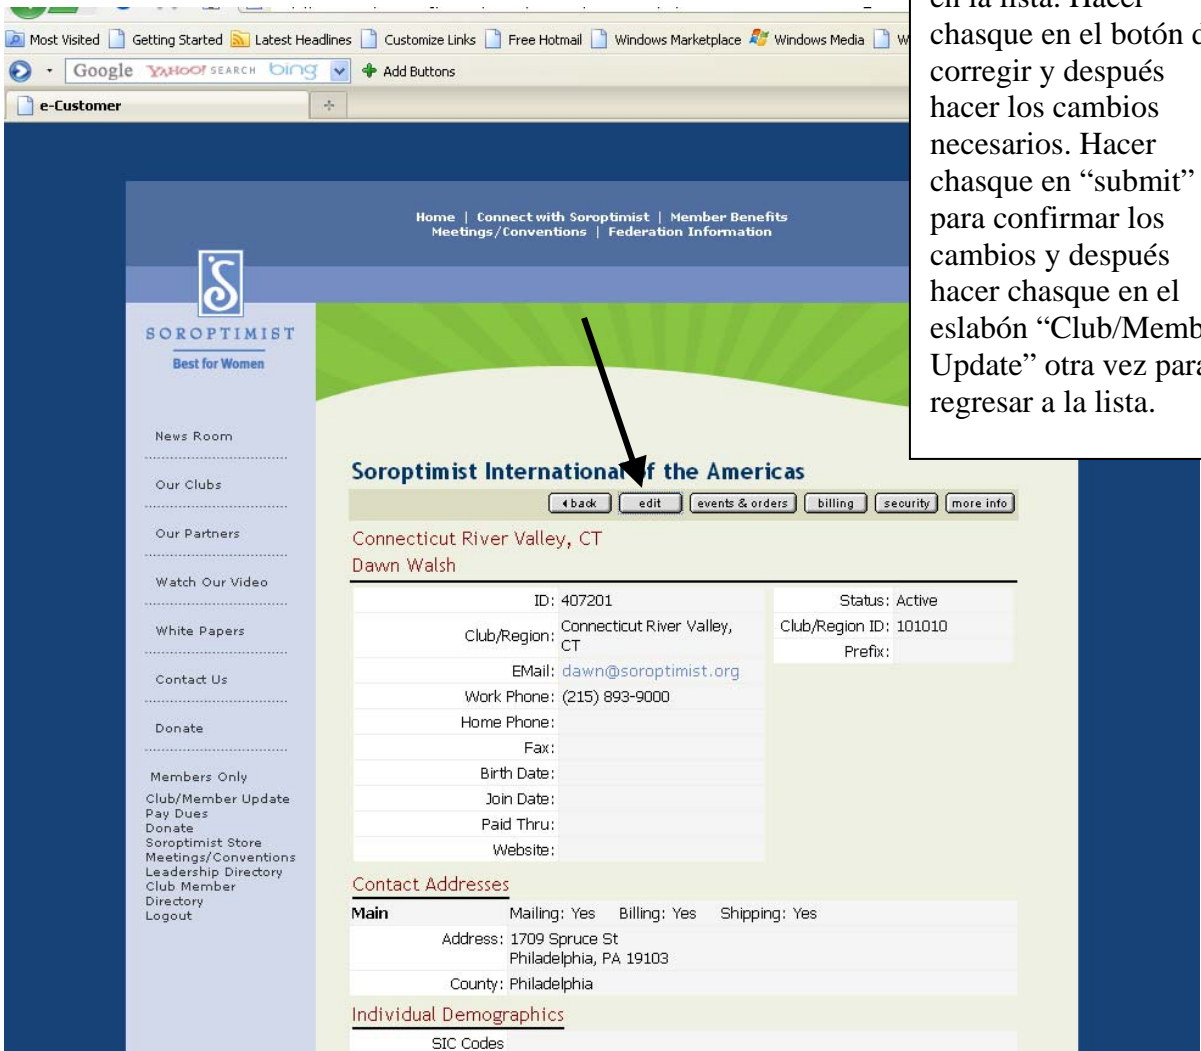 en la lista. Hacer
chasque en el botón
corregir y después
hacer los cambios
necesarios. Hacer
chasque en “submit”
para confirmar los
cambios y después
hacer chasque en el
eslabón
Update” otra vez
regresar a la lista.
Most Visited Getting Started Latest Headlines Customize Links Free Hotmail Windows Marketplace Windows Media
Google YAHOO! SEARCH bing Add Buttons
e-Customer
Home | Connect with Soroptimist | Member Benefits
Meetings/Conventions | Federation Information
S
SOROPTIMIST
Best for Women
News Room
Our Clubs
Our Partners
Watch Our Video
White Papers
Contact Us
Donate
Members Only
Club/Member Update
Pay Dues
Donate
Soroptimist Store
Meetings/Conventions
Leadership Directory
Club Member
Directory
Logout
Soroptimist International of the Americas
back edit events & orders billing security more info
Connecticut River Valley, CT
Dawn Walsh
ID: 407201
Club/Region: Connecticut River Valley,
CT
EMail: dawn@soroptimist.org
Work Phone: (215) 893-9000
Home Phone:
Fax:
Birth Date:
Join Date:
Paid Thru:
Website:
Status: Active
Club/Region ID: 101010
Prefix:
Contact Addresses
Main Mailing: Yes Billing: Yes Shipping: Yes
Address: 1709 Spruce St
Philadelphia, PA 19103
County: Philadelphia
Individual Demographics
SIC Codes